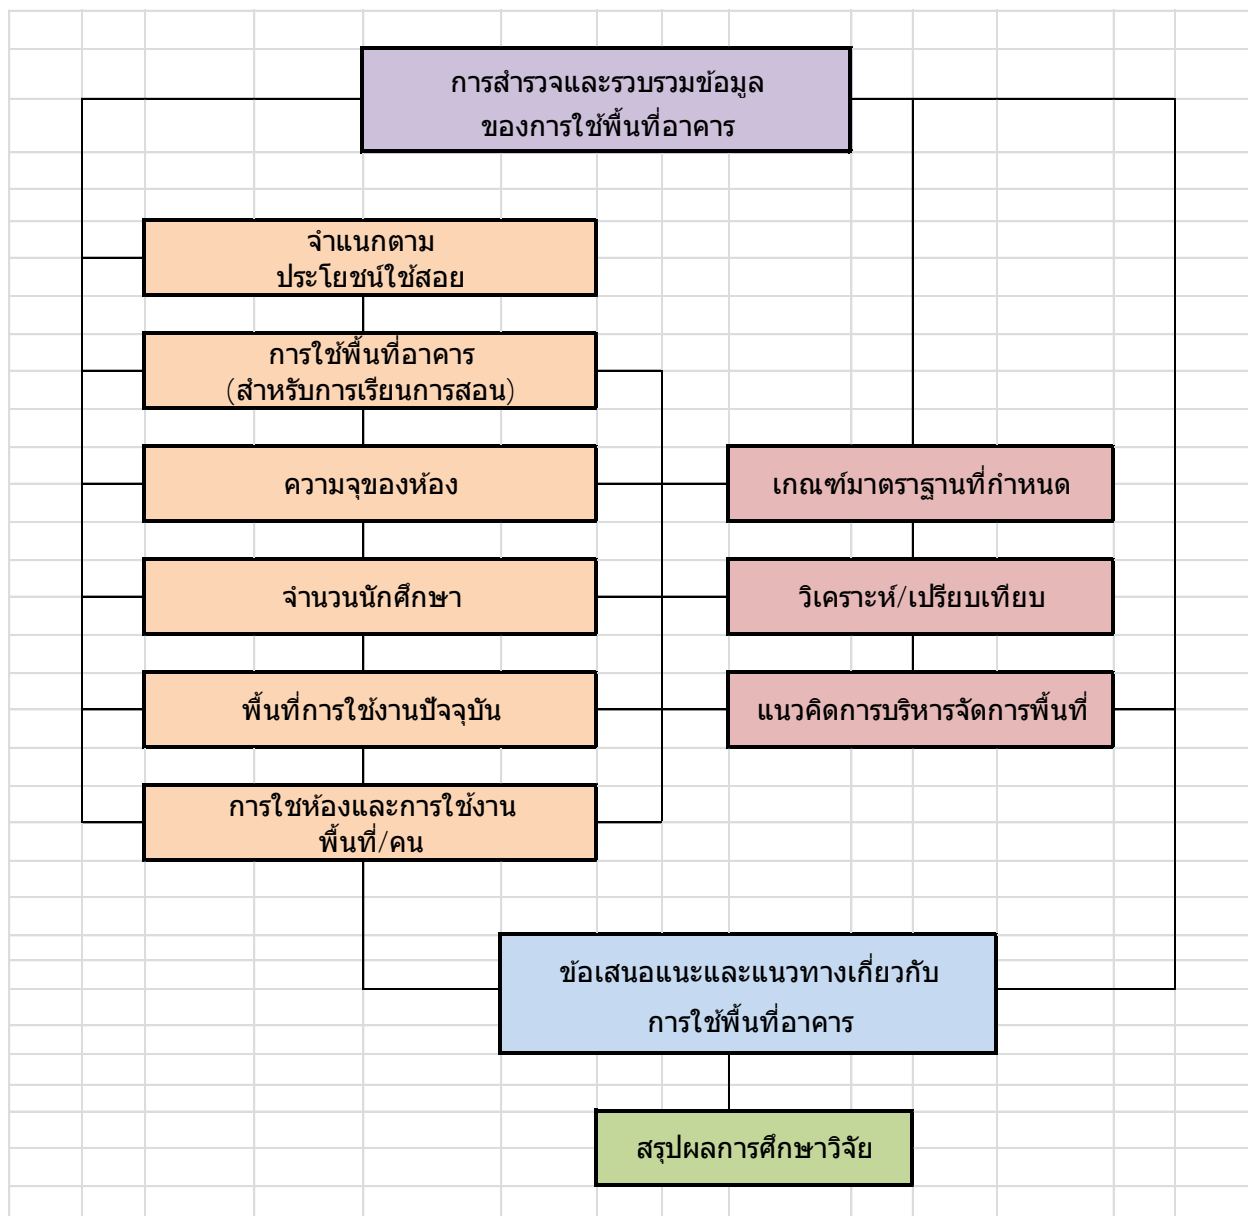 การสำรวจและรวบรวมข้อมูล
ของการใช้พื้นที่อาคาร
จำแนกตาม
ประโยชน์ใช้สอย
การใช้พื้นที่อาคาร
(สำหรับการเรียนการสอน)
ความจุของห้อง
จำนวนนักศึกษา
พื้นที่การใช้งานปัจจุบัน
การใชห้องและการใช้งาน
พื้นที่/คน
เกณฑ์มาตราฐานที่กำหนด
วิเคราะห์/เปรียบเทียบ
แนวคิดการบริหารจัดการพื้นที่
ข้อเสนอแนะและแนวทางเกี่ยวกับ
การใช้พื้นที่อาคาร
สรุปผลการศึกษาวิจัย